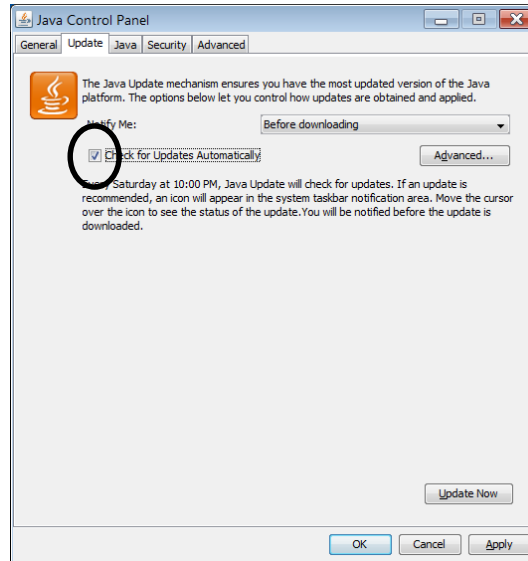 Java Control Panel
General Update Java Security Advanced
The Java Update mechanism ensures you have the most updated version of the Java
platform. The options below let you control how updates are obtained and applied.
Notify Me: Before downloading
Check for Updates Automatically Advanced...
Every Saturday at 10:00 PM, Java Update will check for updates. If an update is
recommended, an icon will appear in the system taskbar notification area. Move the cursor
over the icon to see the status of the update.You will be notified before the update is
downloaded.
Update Now
OK Cancel Apply